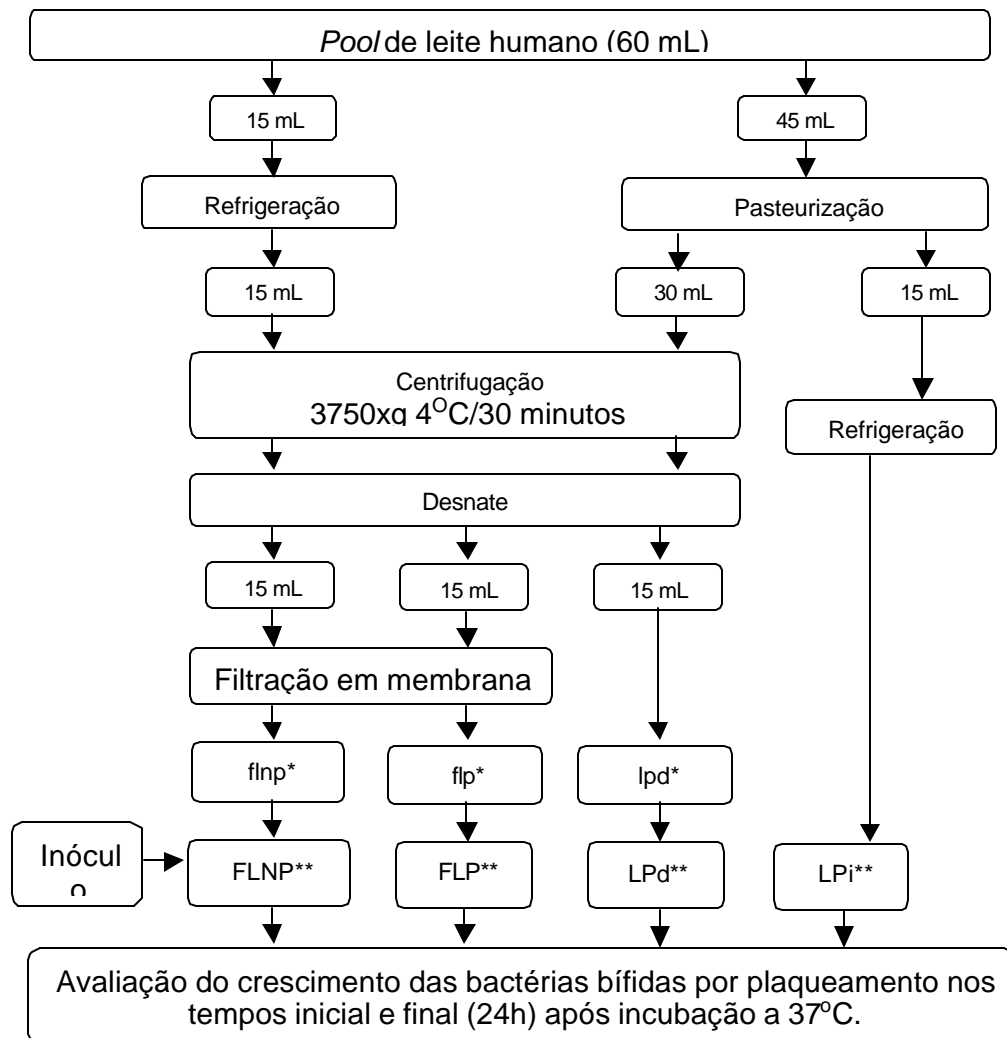 Pool de leite humano (60 mL)
15 mL
45 mL
Refrigeração
Pasteurização
15 mL
30 mL
15 mL
Centrifugação
3750xg 4ºC/30 minutos
Refrigeração
Desnate
15 mL
15 mL
15 mL
Filtração em membrana
flnp*
flp*
lpd*
Inócul
o
FLNP**
FLP**
LPd**
LPi**
Avaliação do crescimento das bactérias bífidas por plaqueamento nos
tempos inicial e final (24h) após incubação a 37ºC.